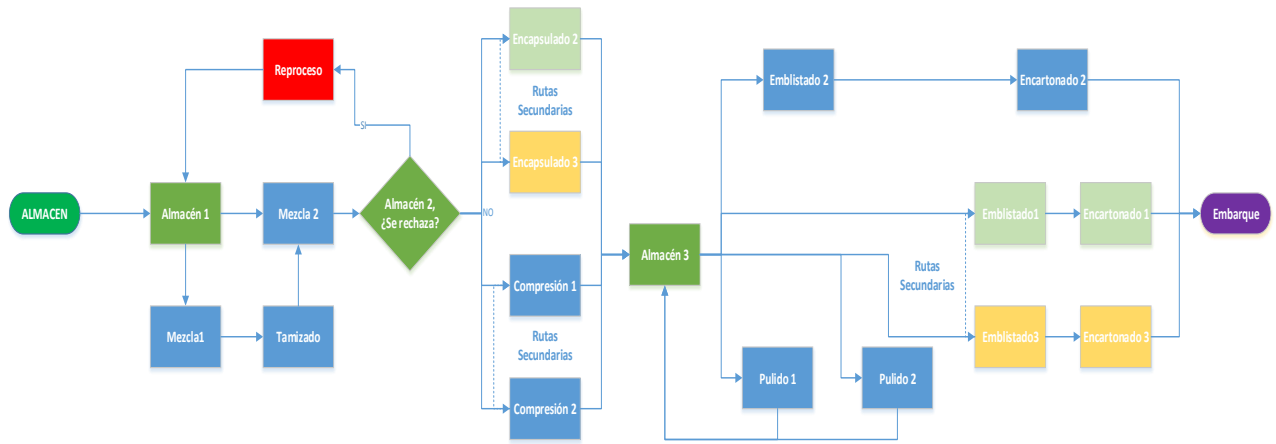 ALMACEN
Almacén 1
Mezcla1
Tamizado
Mezcla 2
Reproceso
SI
Almacén 2,
¿Se rechaza?
NO
Encapsulado 2
Rutas
Secundarias
Encapsulado 3
Compresión 1
Rutas
Secundarias
Compresión 2
Almacén 3
Emblistado 2
Encartonado 2
Emblistado1
Encartonado 1
Rutas
Secundarias
Emblistado3
Encartonado 3
Pulido 1
Pulido 2
Embarque